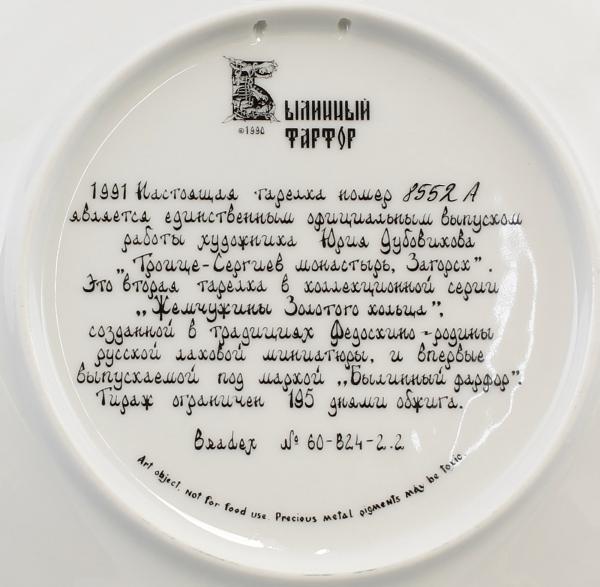 Былинный
©1990
фарфор
1991 Настоящая тарелка номер 8552 А
является единственным официальным выпуском
работы художника Юрия Дубовикова
"Троице-Сергиев монастырь, Загорск".
Это вторая тарелка в коллекционной серии
„Жемчужины Золотого кольца",
созданной в традициях Федоскино-родины
русской лаковой миниатюры, и впервые
выпускаемой под маркой „Былинный фарфор".
Тираж ограничен 195 днями обжига.
Bradex № 60-B24-2.2
Art object. Not for food use. Precious metal pigments may be toxic.